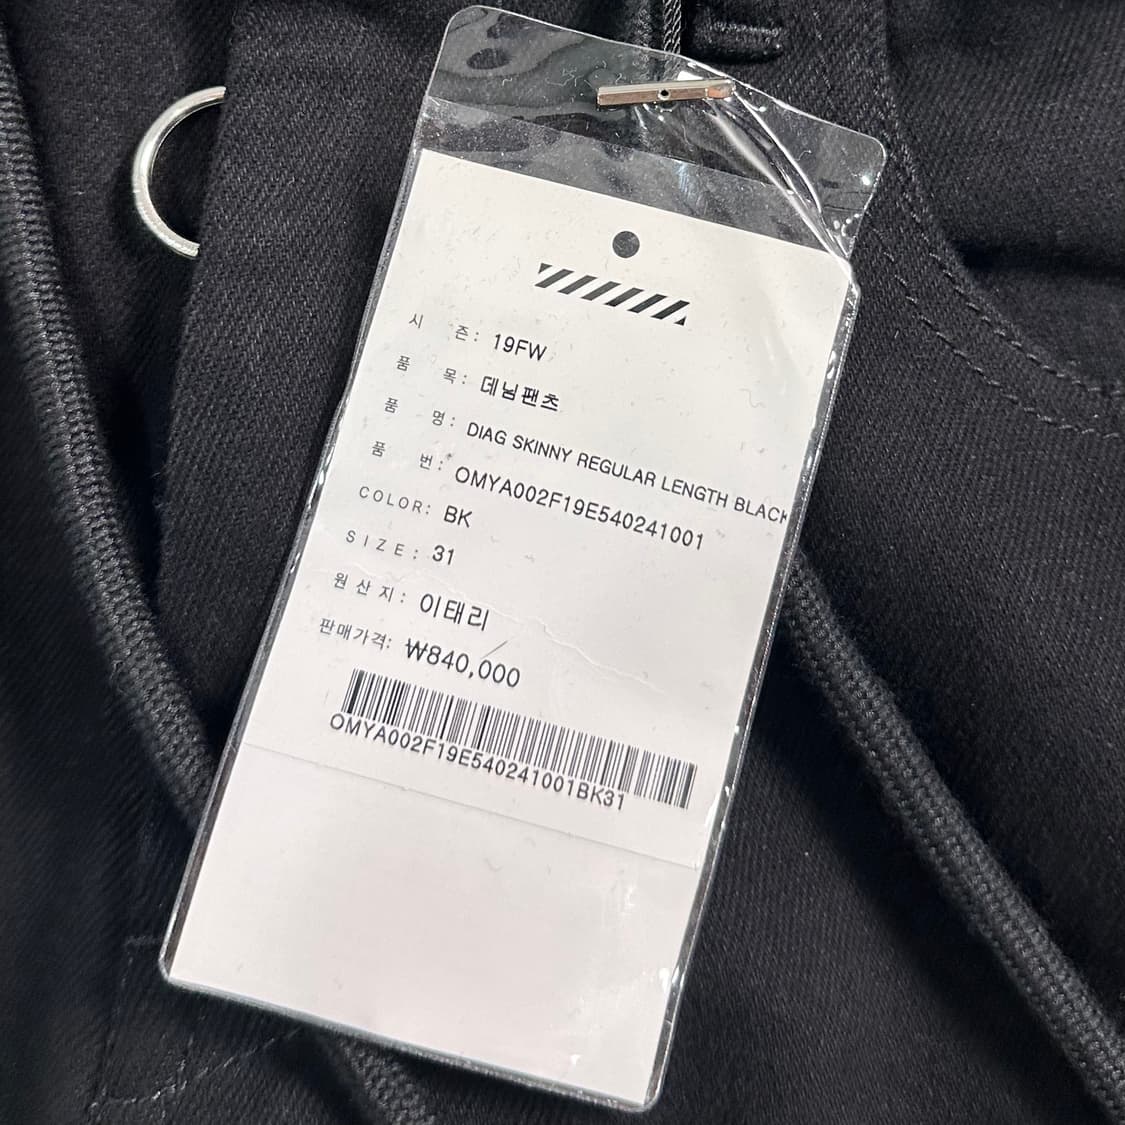 시 즌: 19FW
품 목: 데님팬츠
품 명: DIAG SKINNY REGULAR LENGTH BLACK
품 번: OMYA002F19E540241001
COLOR: BK
SIZE: 31
원산지: 이태리
판매가격: ₩840,000
OMYA002F19E540241001BK31